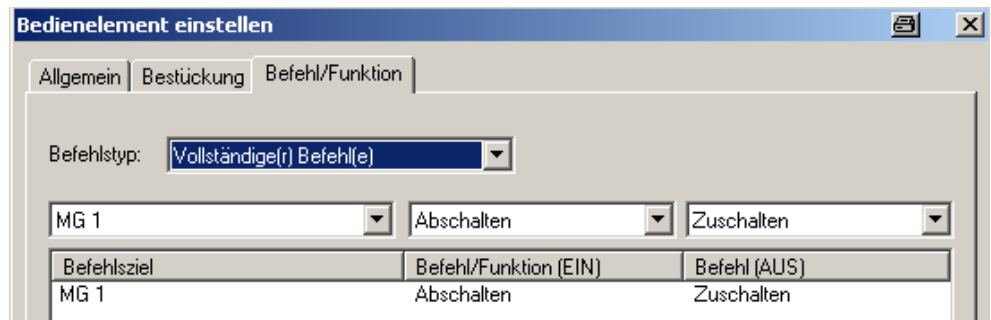 Bedienelement einstellen
Allgemein Bestückung Befehl/Funktion
Befehlstyp: Vollständige(r) Befehl(e)
MG 1 Abschalten Zuschalten
Befehlsziel Befehl/Funktion (EIN) Befehl (AUS)
MG 1 Abschalten Zuschalten